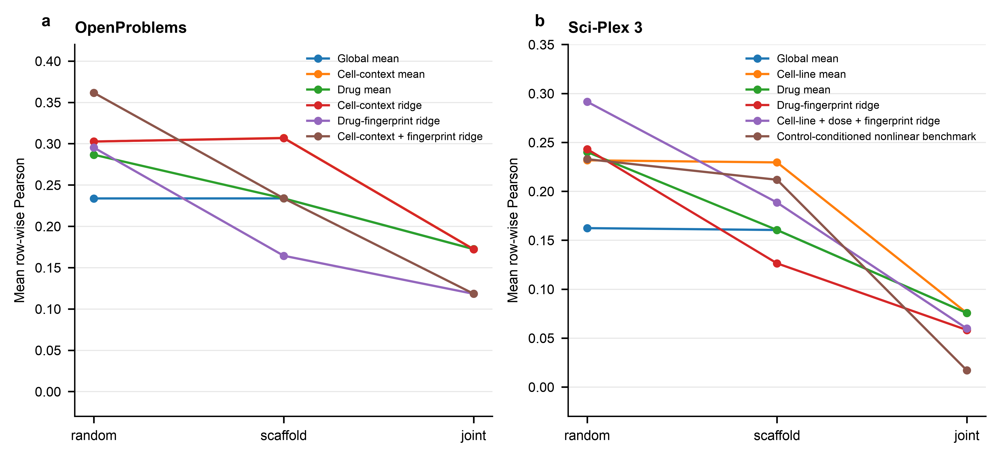 a
OpenProblems
Mean row-wise Pearson
0.40
0.35
0.30
0.25
0.20
0.15
0.10
0.05
0.00
Global mean
Cell-context mean
Drug mean
Cell-context ridge
Drug-fingerprint ridge
Cell-context + fingerprint ridge
random
scaffold
joint
b
Sci-Plex 3
Mean row-wise Pearson
0.35
0.30
0.25
0.20
0.15
0.10
0.05
0.00
Global mean
Cell-line mean
Drug mean
Drug-fingerprint ridge
Cell-line + dose + fingerprint ridge
Control-conditioned nonlinear benchmark
random
scaffold
joint